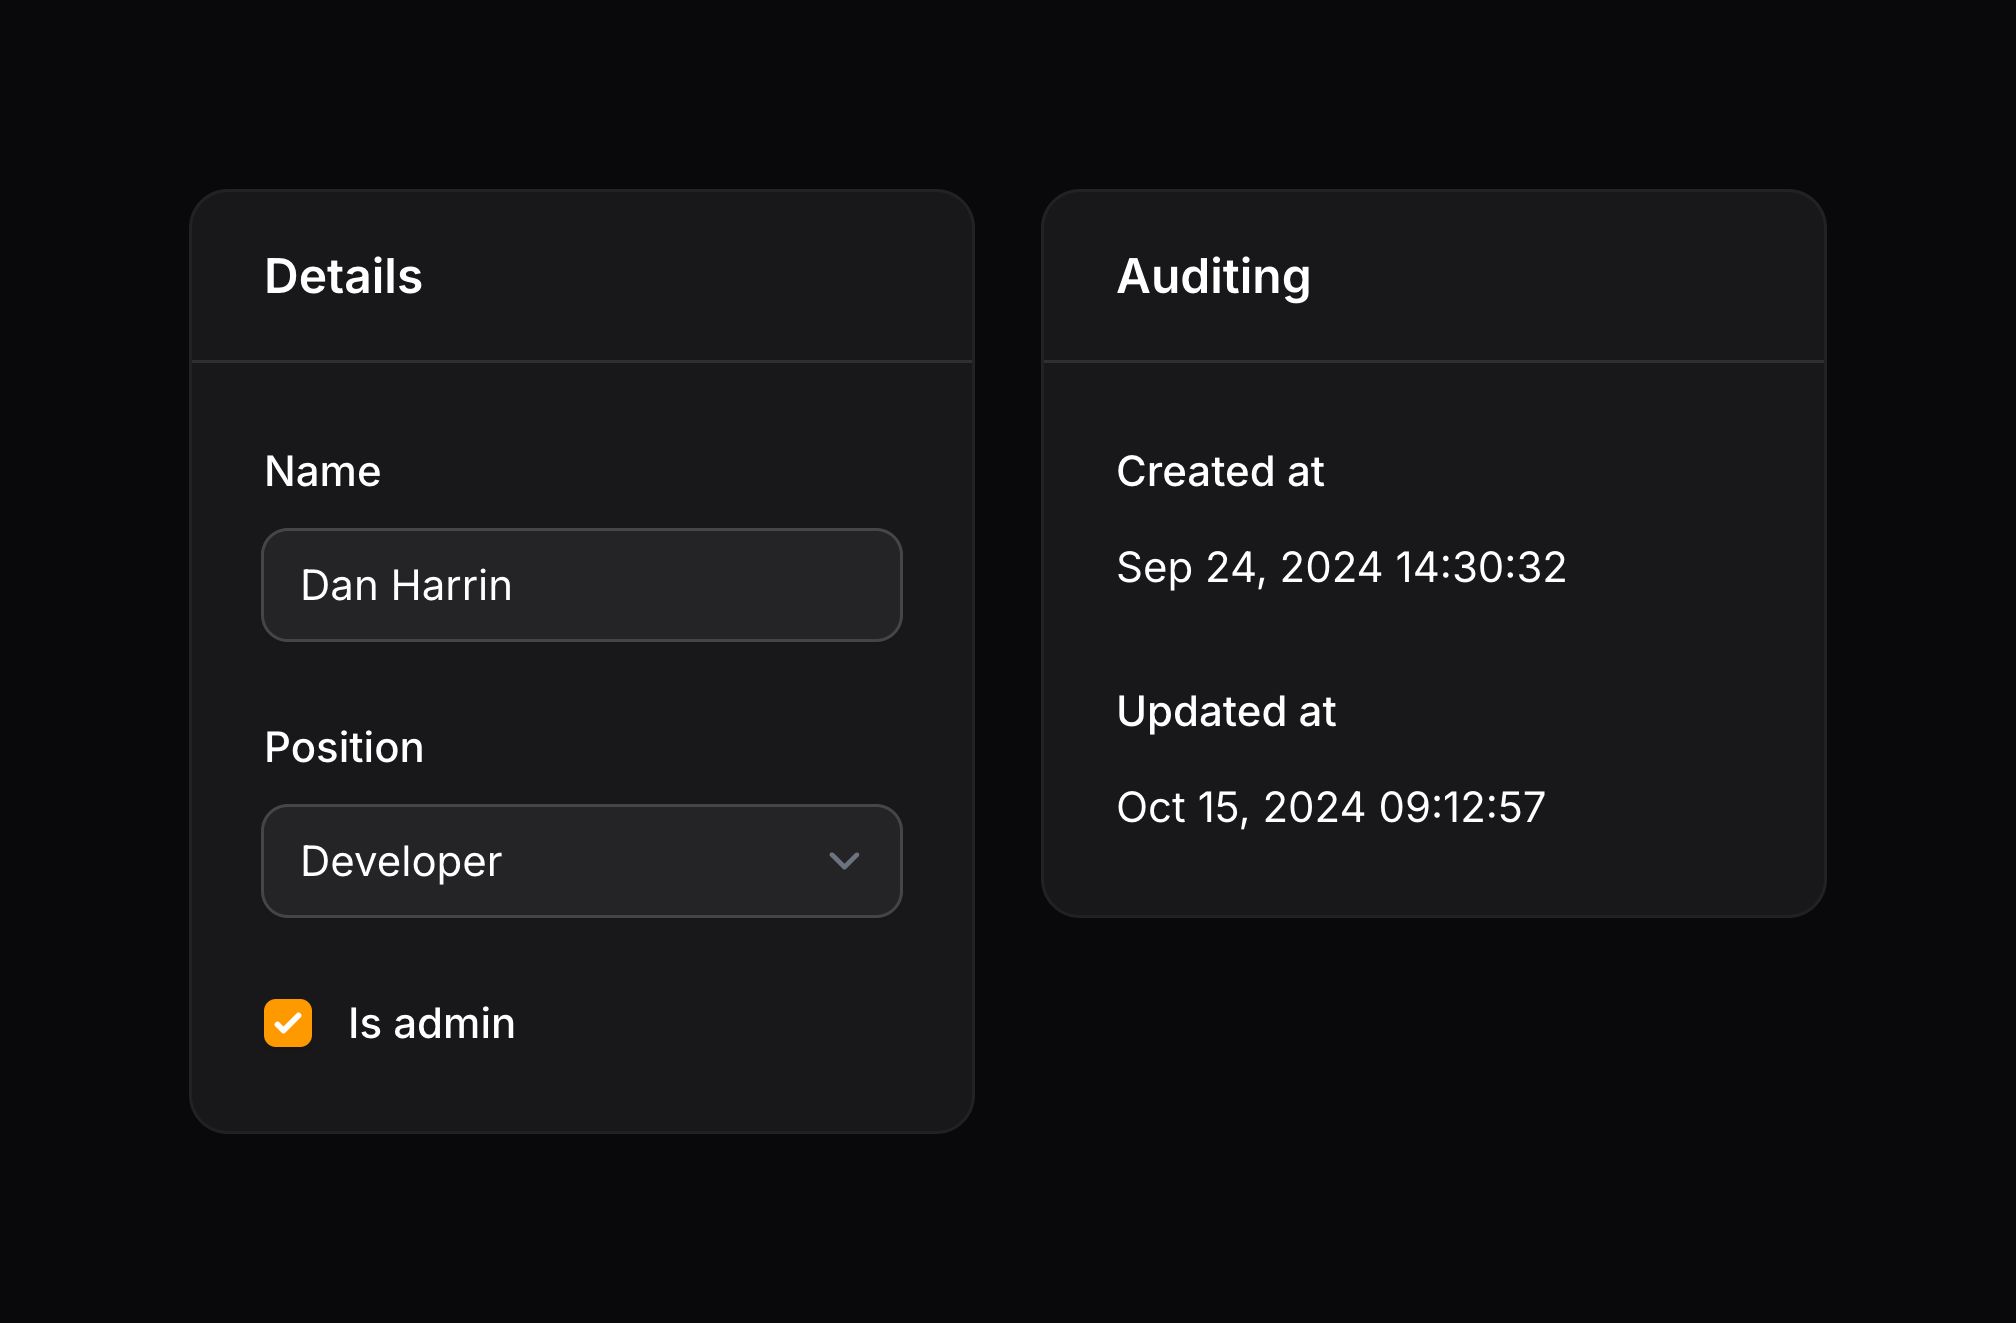 Details
Name
Dan Harrin
Position
Developer
Is admin
Auditing
Created at
Sep 24, 2024 14:30:32
Updated at
Oct 15, 2024 09:12:57